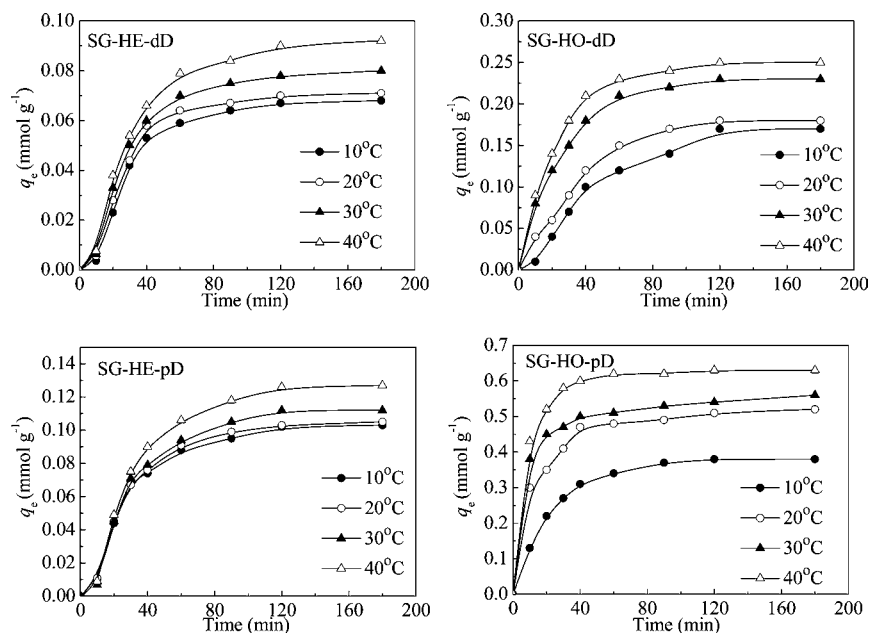 SG-HE-dD
qₑ (mmol g⁻¹)
0.10
0.08
0.06
0.04
0.02
0.00
10°C
20°C
30°C
40°C
0 40 80 120 160 200
Time (min)
SG-HO-dD
qₑ (mmol g⁻¹)
0.30
0.25
0.20
0.15
0.10
0.05
0.00
10°C
20°C
30°C
40°C
0 40 80 120 160 200
Time (min)
SG-HE-pD
qₑ (mmol g⁻¹)
0.14
0.12
0.10
0.08
0.06
0.04
0.02
0.00
10°C
20°C
30°C
40°C
0 40 80 120 160 200
Time (min)
SG-HO-pD
qₑ (mmol g⁻¹)
0.7
0.6
0.5
0.4
0.3
0.2
0.1
0.0
10°C
20°C
30°C
40°C
0 40 80 120 160 200
Time (min)